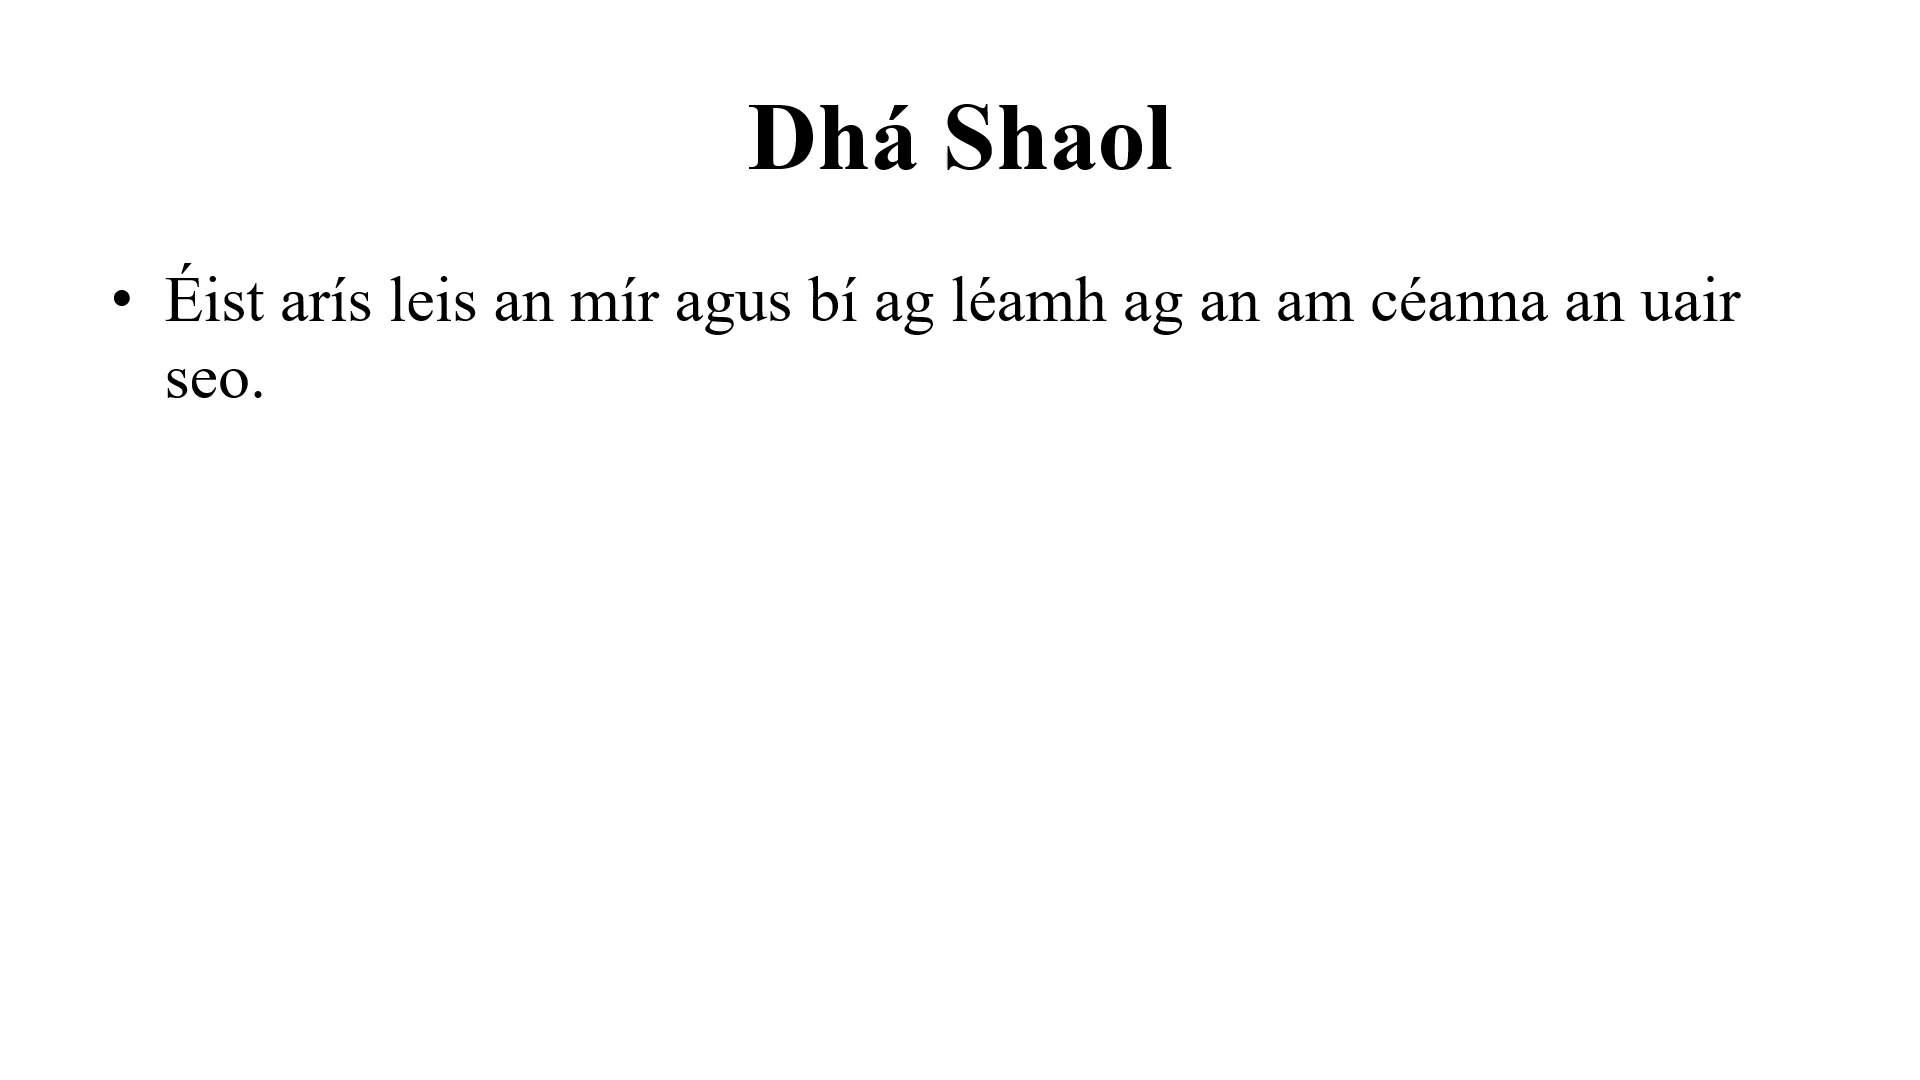 Dhá Shaol
• Éist arís leis an mír agus bí ag léamh ag an am céanna an uair
seo.